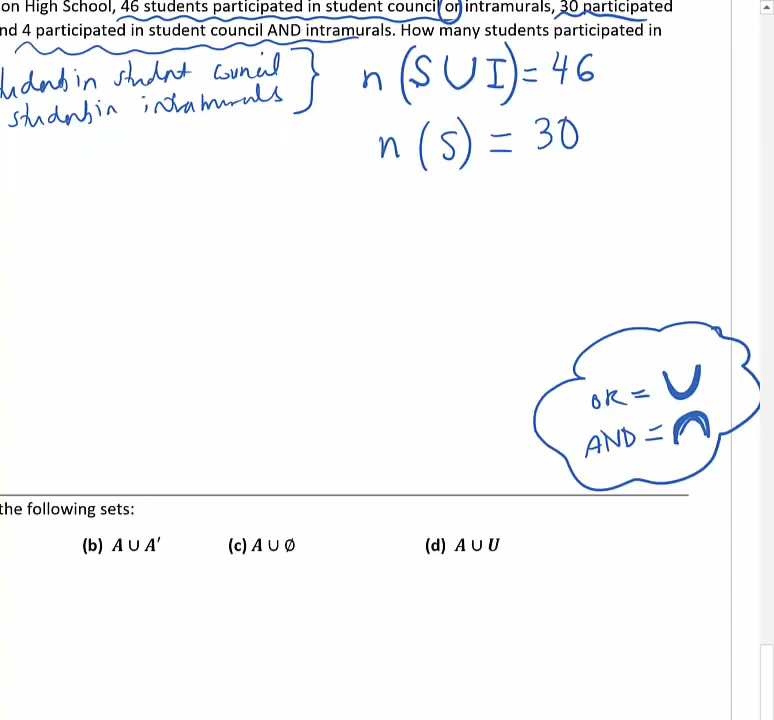 on High School, 46 students participated in student council or intramurals, 30 participated
nd 4 participated in student council AND intramurals. How many students participated in
udents in student council } n (S ∪ I) = 46
students in intramurals
n (S) = 30
OR = ∪
AND = ∩
the following sets:
(b) A ∪ A′ (c) A ∪ ∅ (d) A ∪ U